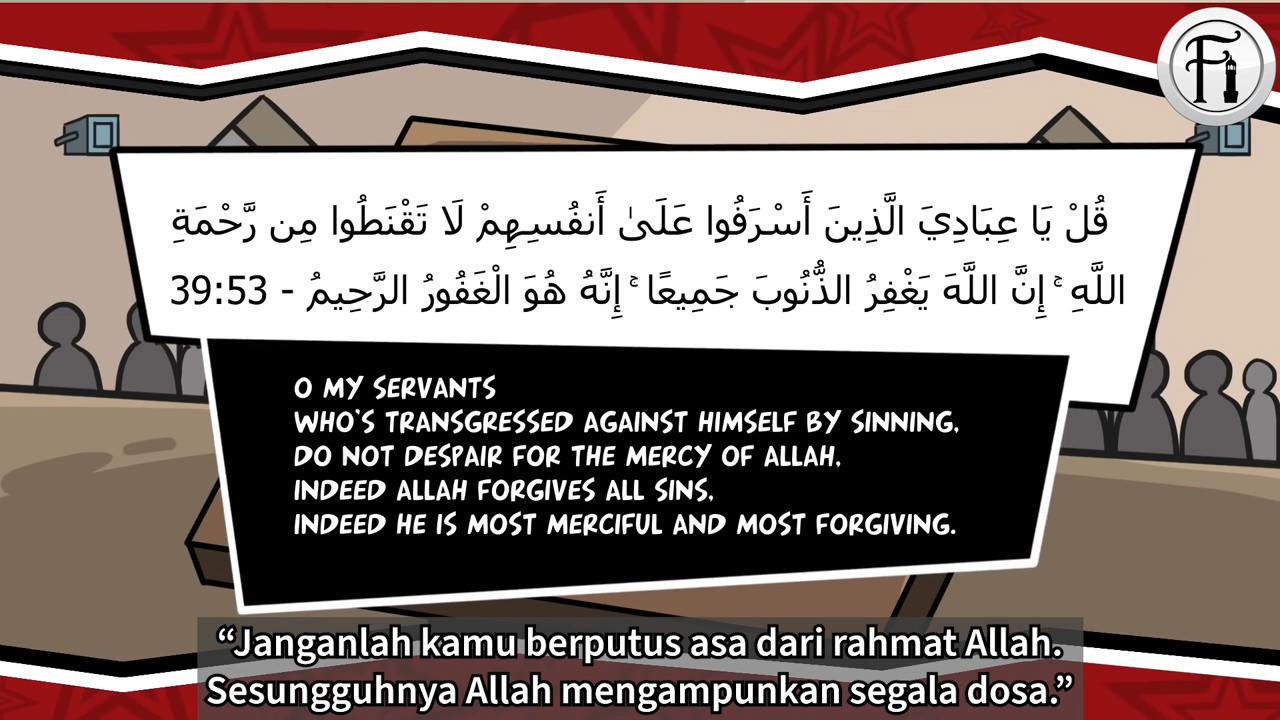 Fi
قُلْ يَا عِبَادِيَ الَّذِينَ أَسْرَفُوا عَلَىٰ أَنفُسِهِمْ لَا تَقْنَطُوا مِن رَّحْمَةِ
اللَّهِ ۚ إِنَّ اللَّهَ يَغْفِرُ الذُّنُوبَ جَمِيعًا ۚ إِنَّهُ هُوَ الْغَفُورُ الرَّحِيمُ - 39:53
O MY SERVANTS
WHO'S TRANSGRESSED AGAINST HIMSELF BY SINNING,
DO NOT DESPAIR FOR THE MERCY OF ALLAH,
INDEED ALLAH FORGIVES ALL SINS,
INDEED HE IS MOST MERCIFUL AND MOST FORGIVING.
“Janganlah kamu berputus asa dari rahmat Allah.
Sesungguhnya Allah mengampunkan segala dosa.”